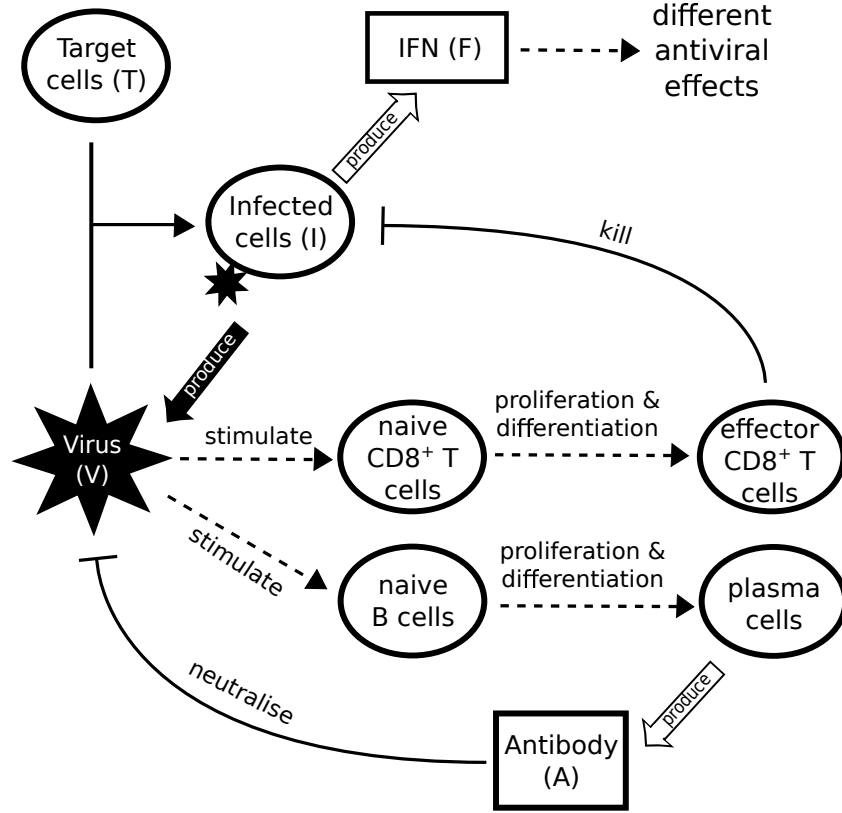 Target
cells (T)
IFN (F)
different
antiviral
effects
produce
Infected
cells (I)
kill
produce
Virus
(V)
stimulate
naive
CD8⁺ T
cells
proliferation &
differentiation
effector
CD8⁺ T
cells
stimulate
naive
B cells
proliferation &
differentiation
plasma
cells
produce
neutralise
Antibody
(A)